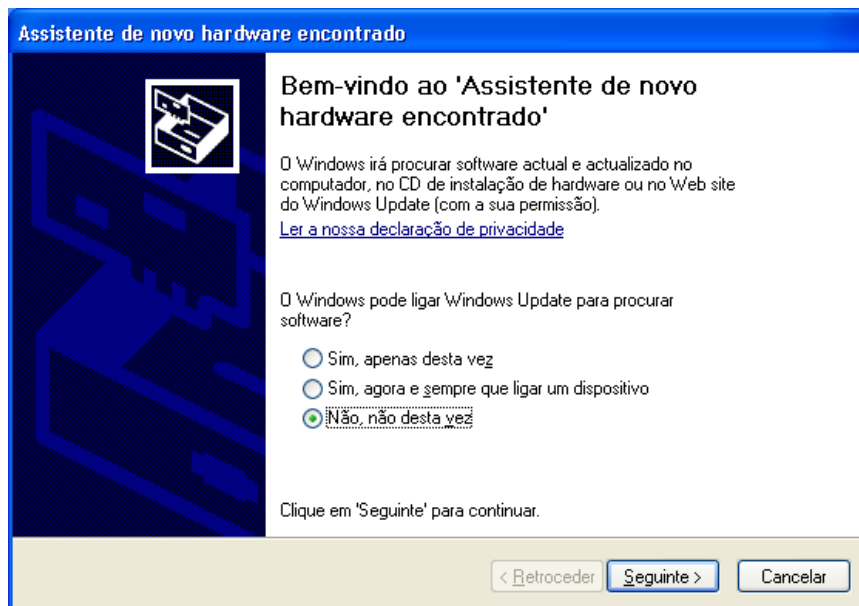 Assistente de novo hardware encontrado
Bem-vindo ao 'Assistente de novo
hardware encontrado'
O Windows irá procurar software actual e actualizado no
computador, no CD de instalação de hardware ou no Web site
do Windows Update (com a sua permissão).
Ler a nossa declaração de privacidade
O Windows pode ligar Windows Update para procurar
software?
Sim, apenas desta vez
Sim, agora e sempre que ligar um dispositivo
Não, não desta vez
Clique em 'Seguinte' para continuar.
< Retroceder Seguinte > Cancelar